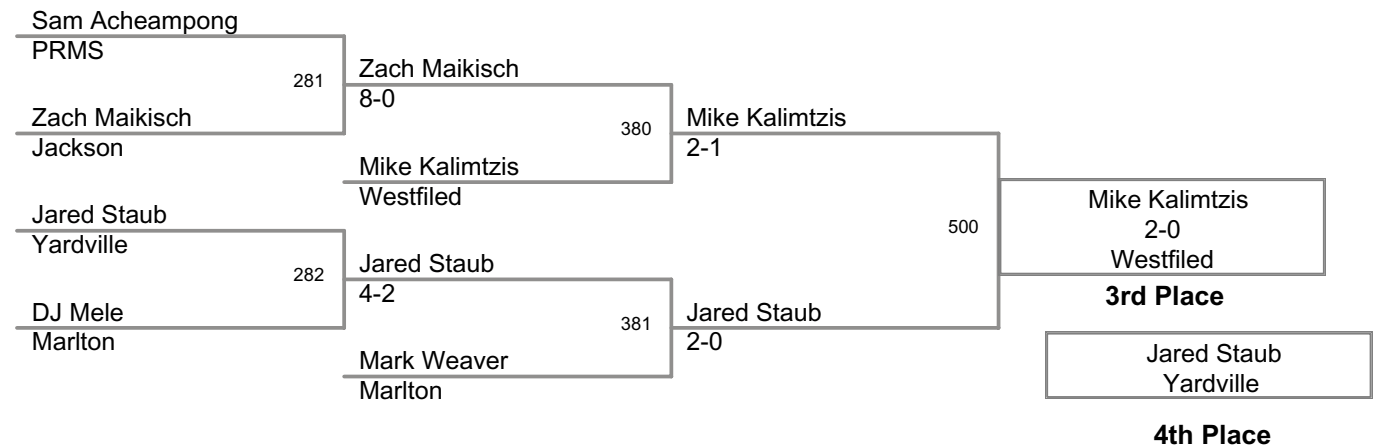 Sam Acheampong
PRMS
281
Zach Maikisch
8-0
Zach Maikisch
Jackson
380
Mike Kalimtzis
2-1
Mike Kalimtzis
Westfiled
Jared Staub
Yardville
282
Jared Staub
4-2
DJ Mele
Marlton
381
Jared Staub
2-0
Mark Weaver
Marlton
500
Mike Kalimtzis
2-0
Westfiled
3rd Place
Jared Staub
Yardville
4th Place